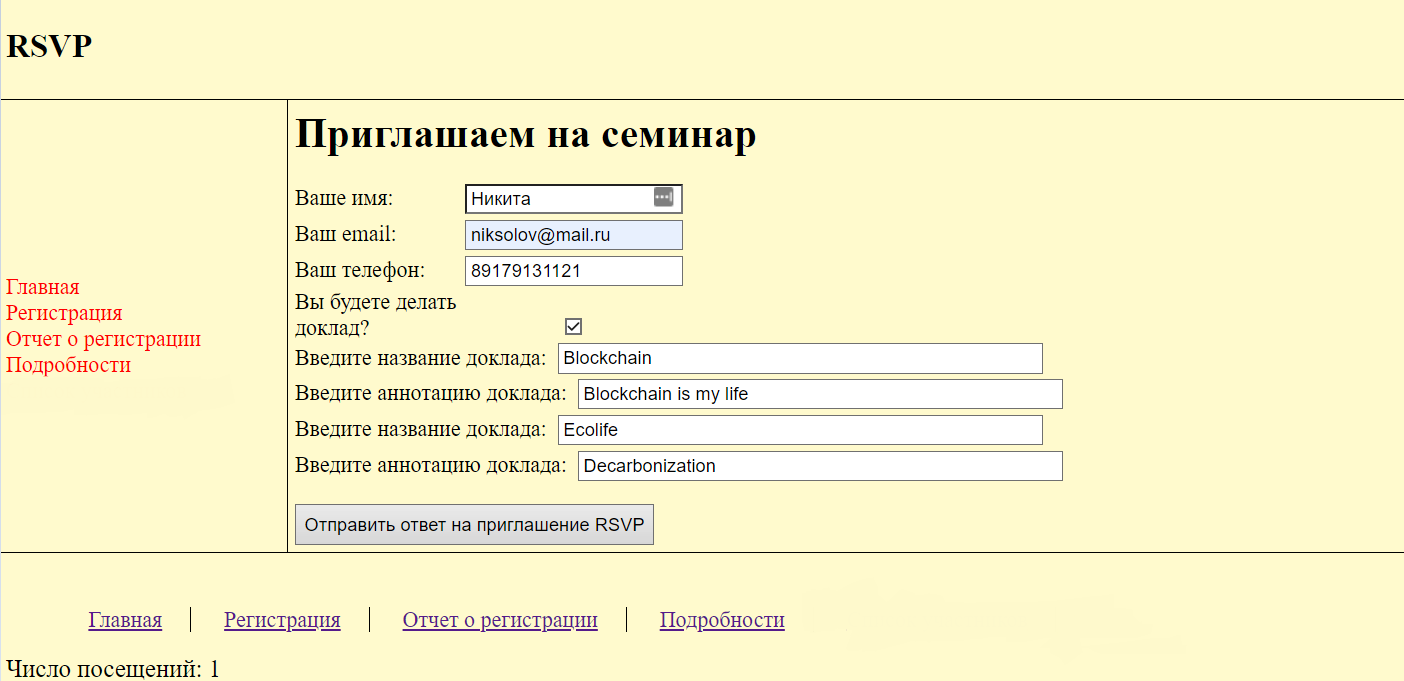 RSVP
Приглашаем на семинар
Ваше имя: Никита
Ваш email: niksolov@mail.ru
Ваш телефон: 89179131121
Вы будете делать
доклад?
Введите название доклада: Blockchain
Введите аннотацию доклада: Blockchain is my life
Введите название доклада: Ecolife
Введите аннотацию доклада: Decarbonization
Отправить ответ на приглашение RSVP
Главная
Регистрация
Отчет о регистрации
Подробности
Главная Регистрация Отчет о регистрации Подробности
Число посещений: 1